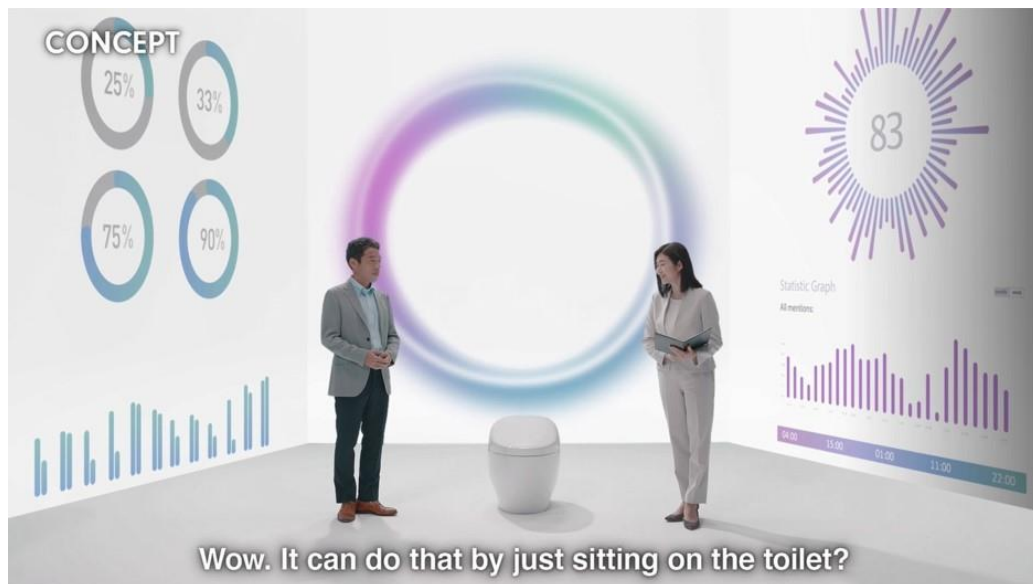 CONCEPT
25%
33%
75%
90%
83
Statistic Graph
All mentions:
04:00 15:00 01:00 11:00 22:00
Wow. It can do that by just sitting on the toilet?